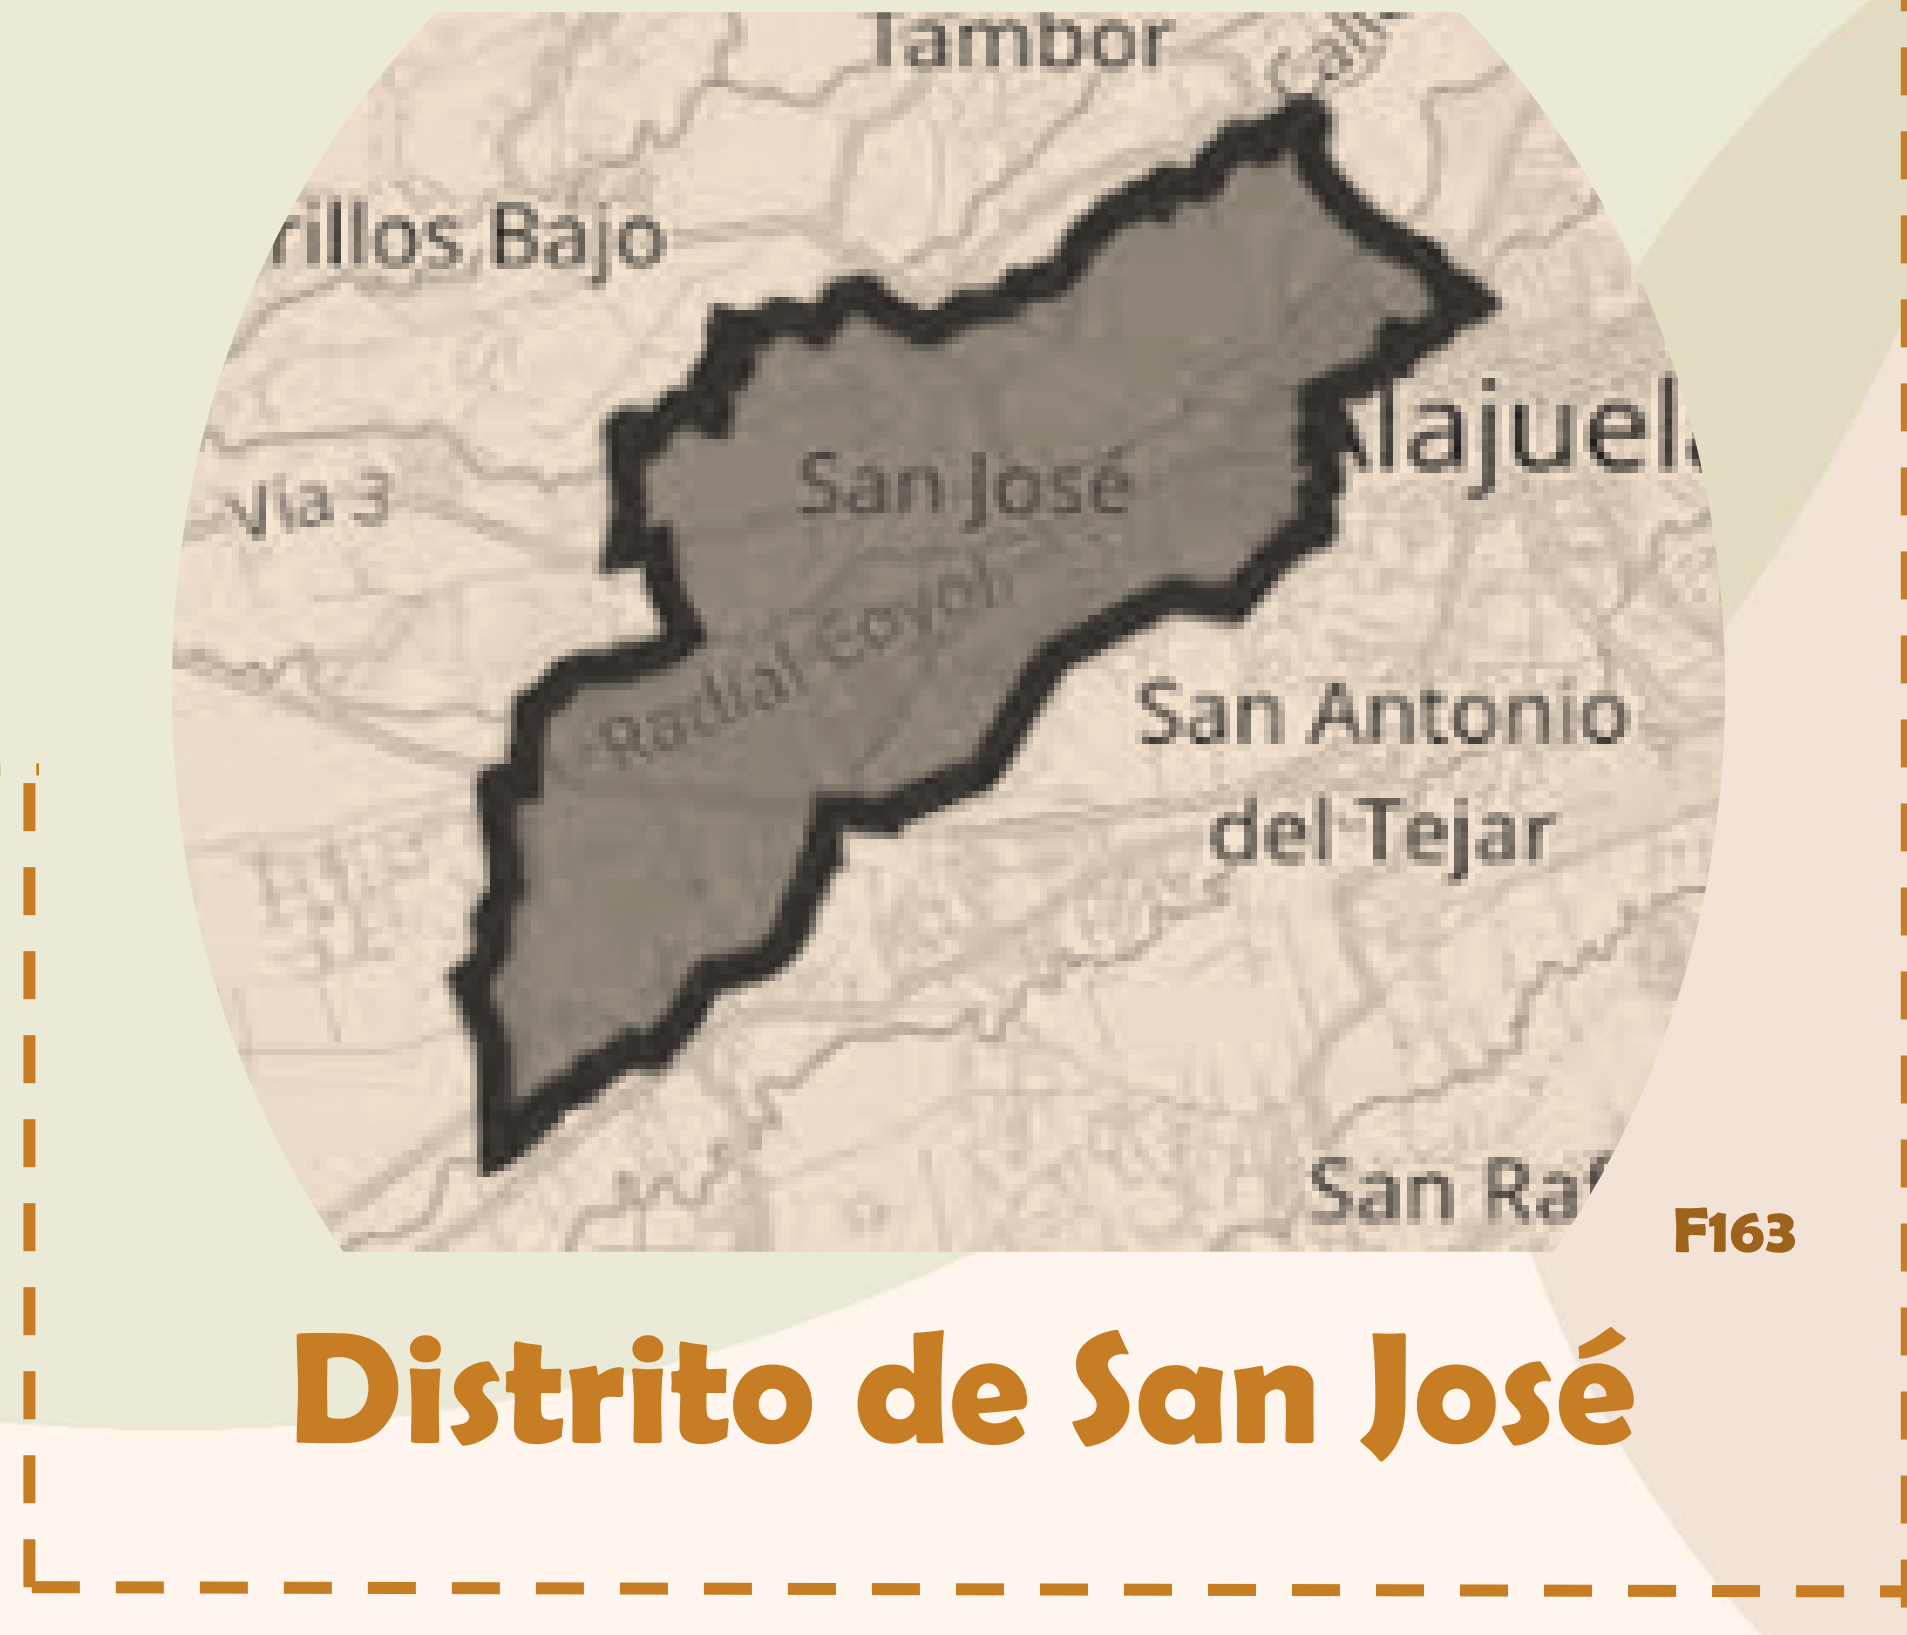 Tambor
rillos Bajo
Alajuel
Vía 3
San José
Radial Coyol
San Antonio
del Tejar
San Raf
F163
Distrito de San José